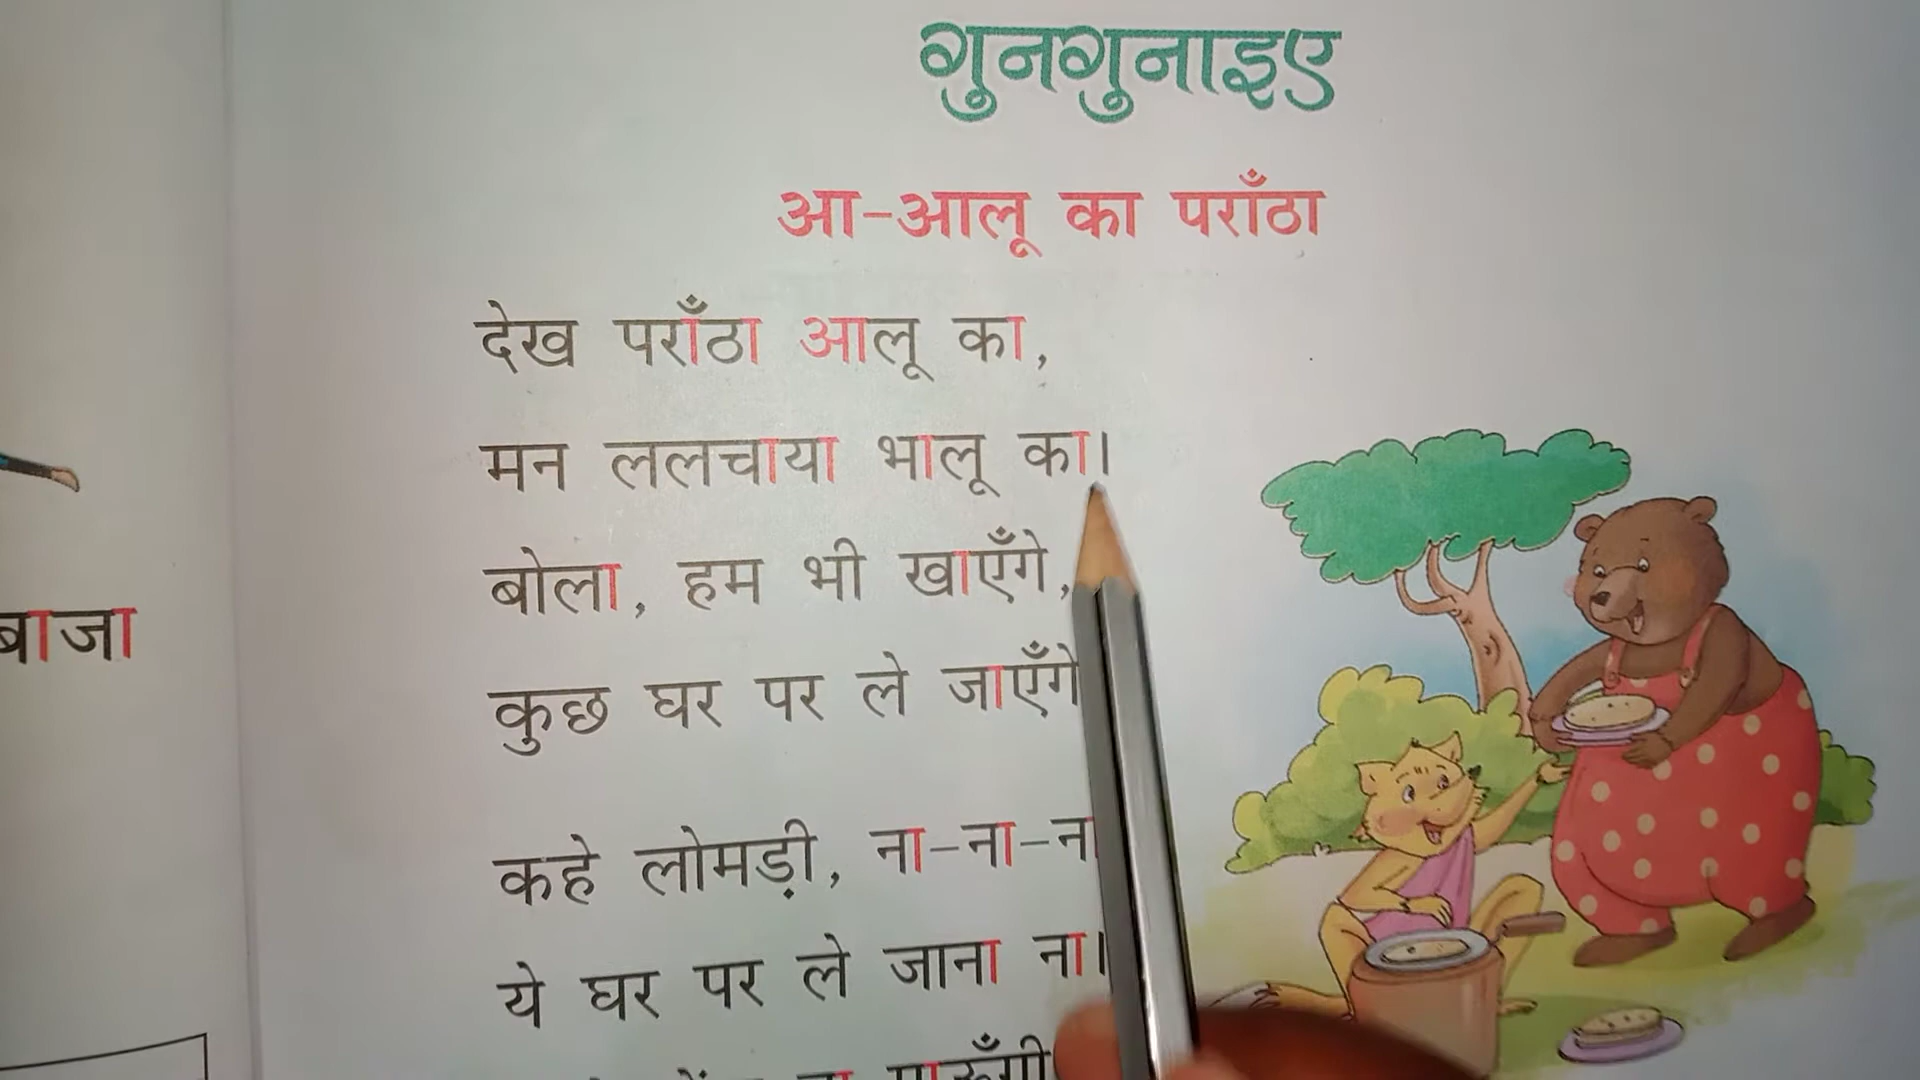 गुनगुनाइए
आ-आलू का पराँठा
देख पराँठा आलू का,
मन ललचाया भालू का।
बोला, हम भी खाएँगे,
कुछ घर पर ले जाएँगे
कहे लोमड़ी, ना-ना-न
ये घर पर ले जाना ना।
बाजा